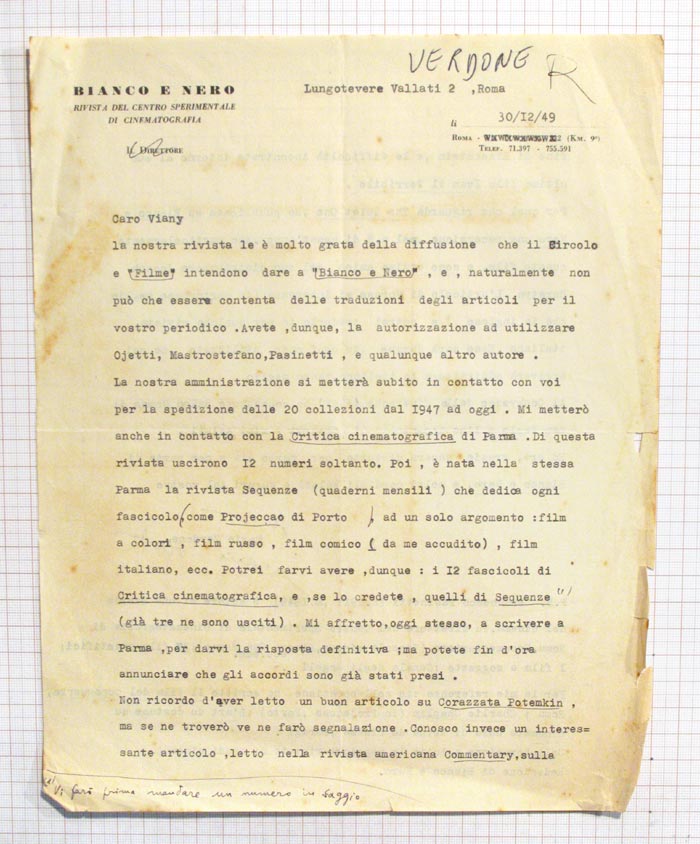 VERDONE R
BIANCO E NERO
RIVISTA DEL CENTRO SPERIMENTALE
DI CINEMATOGRAFIA
IL DIRETTORE
Lungotevere Vallati 2 ,Roma
li 30/12/49
ROMA - (KM. 9º)
TELEF. 71.397 - 755.591
Caro Viany
la nostra rivista le è molto grata della diffusione che il Circolo
e "Filme" intendono dare a "Bianco e Nero" , e , naturalmente non
può che essere contenta delle traduzioni degli articoli per il
vostro periodico .Avete ,dunque, la autorizzazione ad utilizzare
Ojetti, Mastrostefano,Pasinetti , e qualunque altro autore .
La nostra amministrazione si metterà subito in contatto con voi
per la spedizione delle 20 collezioni dal 1947 ad oggi . Mi metterò
anche in contatto con la Critica cinematografica di Parma .Di questa
rivista uscirono I2 numeri soltanto. Poi , è nata nella stessa
Parma la rivista Sequenze (quaderni mensili ) che dedica ogni
fascicolo(come Projeccao di Porto ), ad un solo argomento :film
a colori , film russo , film comico ( da me accudito) , film
italiano, ecc. Potrei farvi avere ,dunque : i I2 fascicoli di
Critica cinematografica, e ,se lo credete , quelli di Sequenze (1)
(già tre ne sono usciti) . Mi affretto,oggi stesso, a scrivere a
Parma ,per darvi la risposta definitiva ;ma potete fin d'ora
annunciare che gli accordi sono già stati presi .
Non ricordo d'aver letto un buon articolo su Corazzata Potemkin ,
ma se ne troverò ve ne farò segnalazione .Conosco invece un interes=
sante articolo ,letto nella rivista americana Commentary,sulla
(1) Vi farò prima mandare un numero in saggio